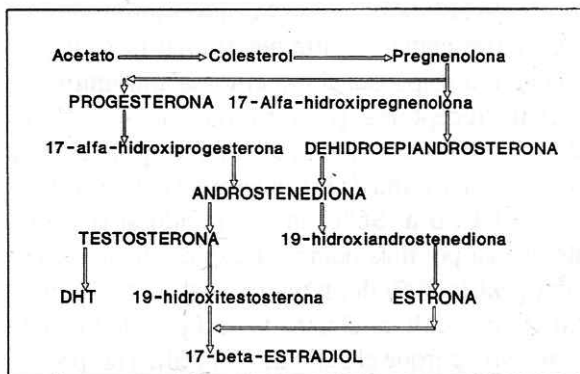 Acetato Colesterol Pregnenolona
PROGESTERONA 17-Alfa-hidroxipregnenolona
17-alfa-hidroxiprogesterona DEHIDROEPIANDROSTERONA
ANDROSTENEDIONA
TESTOSTERONA 19-hidroxiandrostenediona
DHT 19-hidroxitestosterona ESTRONA
17-beta-ESTRADIOL